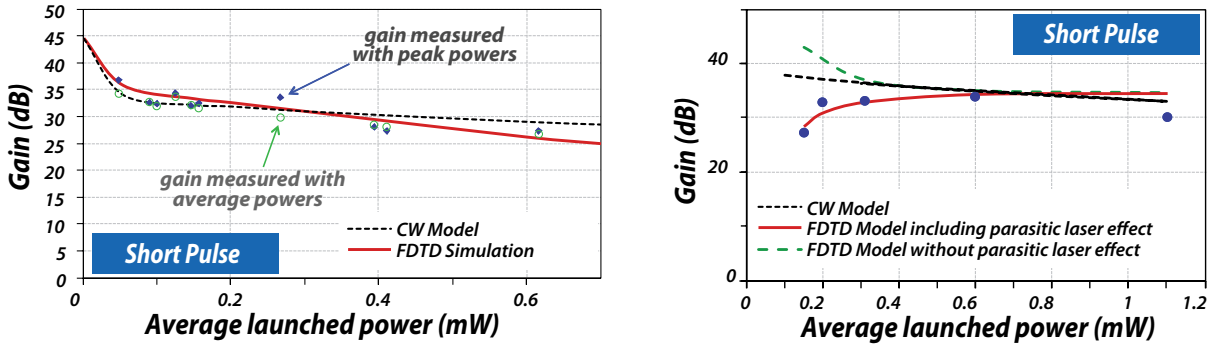 50
45
40
35
30
25
20
15
10
5
0
Gain (dB)
gain measured
with peak powers
gain measured with
average powers
CW Model
FDTD Simulation
Short Pulse
0
0.2
0.4
0.6
Average launched power (mW)
Short Pulse
40
20
0
Gain (dB)
CW Model
FDTD Model including parasitic laser effect
FDTD Model without parasitic laser effect
0
0.2
0.4
0.6
0.8
1
1.2
Average launched power (mW)